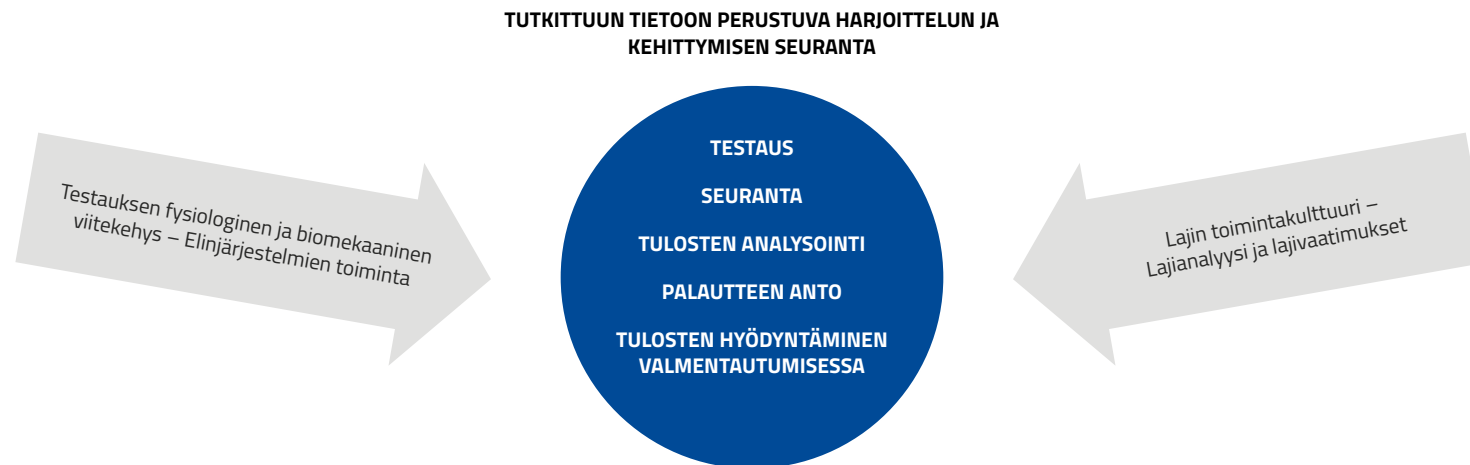 TUTKITTUUN TIETOON PERUSTUVA HARJOITTELUN JA
KEHITTYMISEN SEURANTA
Testauksen fysiologinen ja biomekaaninen
viitekehys – Elinjärjestelmien toiminta
TESTAUS
SEURANTA
TULOSTEN ANALYSOINTI
PALAUTTEEN ANTO
TULOSTEN HYÖDYNTÄMINEN
VALMENTAUTUMISESSA
Lajin toimintakulttuuri –
Lajianalyysi ja lajivaatimukset